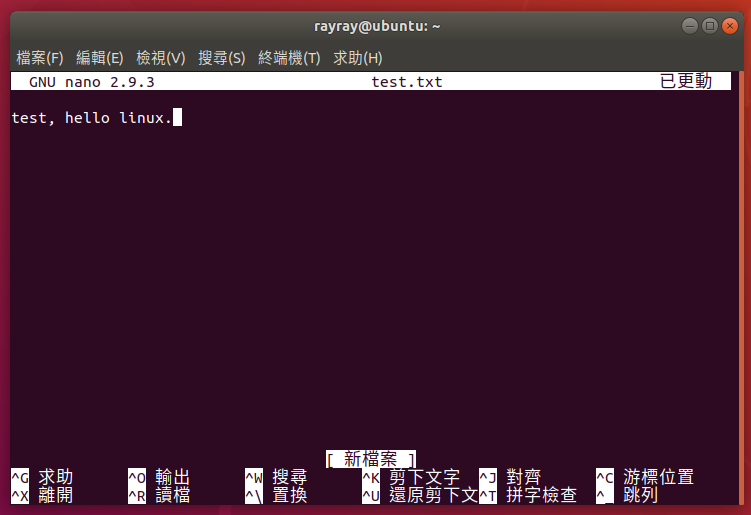 rayray@ubuntu: ~
檔案(F) 編輯(E) 檢視(V) 搜尋(S) 終端機(T) 求助(H)
GNU nano 2.9.3 test.txt 已更動
test, hello linux.
[ 新檔案 ]
^G 求助 ^O 輸出 ^W 搜尋 ^K 剪下文字 ^J 對齊 ^C 游標位置
^X 離開 ^R 讀檔 ^\ 置換 ^U 還原剪下文 ^T 拼字檢查 ^_ 跳列